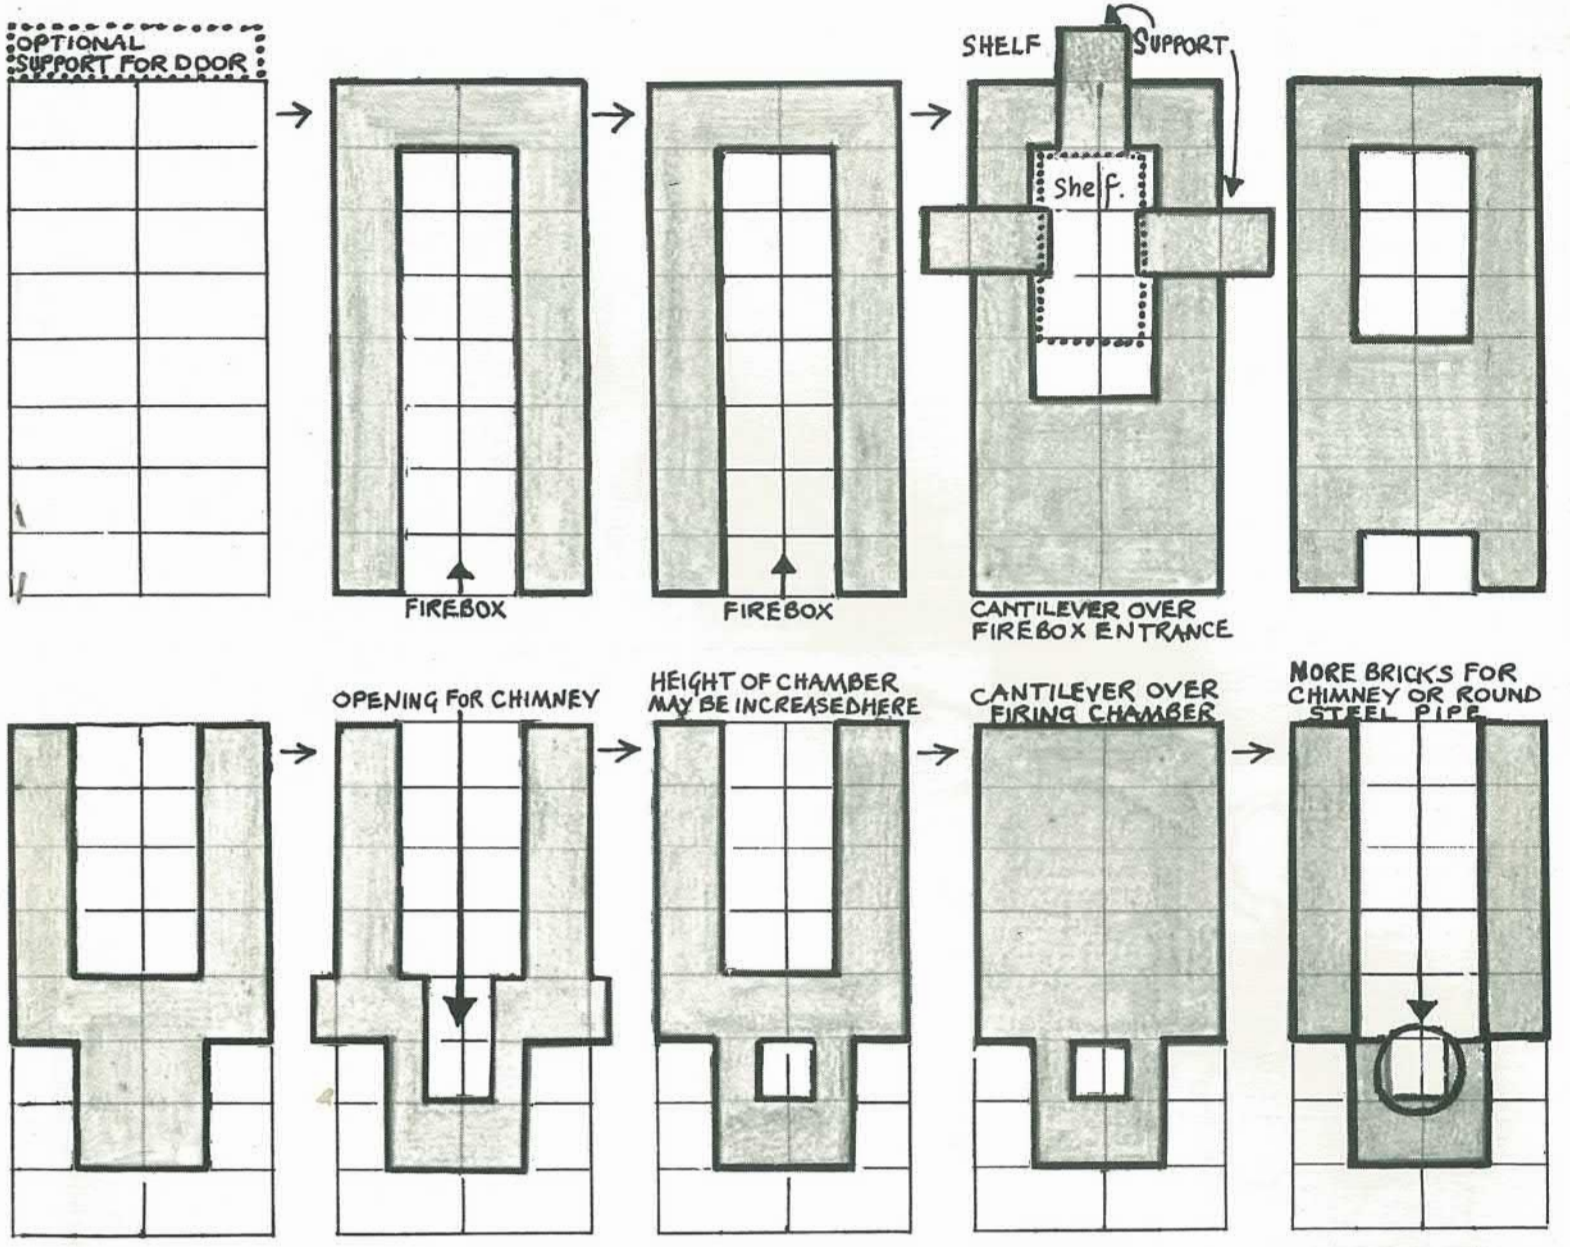 OPTIONAL
SUPPORT FOR DOOR
FIREBOX
FIREBOX
SHELF SUPPORT
Shelf.
CANTILEVER OVER
FIREBOX ENTRANCE
OPENING FOR CHIMNEY
HEIGHT OF CHAMBER
MAY BE INCREASED HERE
CANTILEVER OVER
FIRING CHAMBER
MORE BRICKS FOR
CHIMNEY OR ROUND
STEEL PIPE